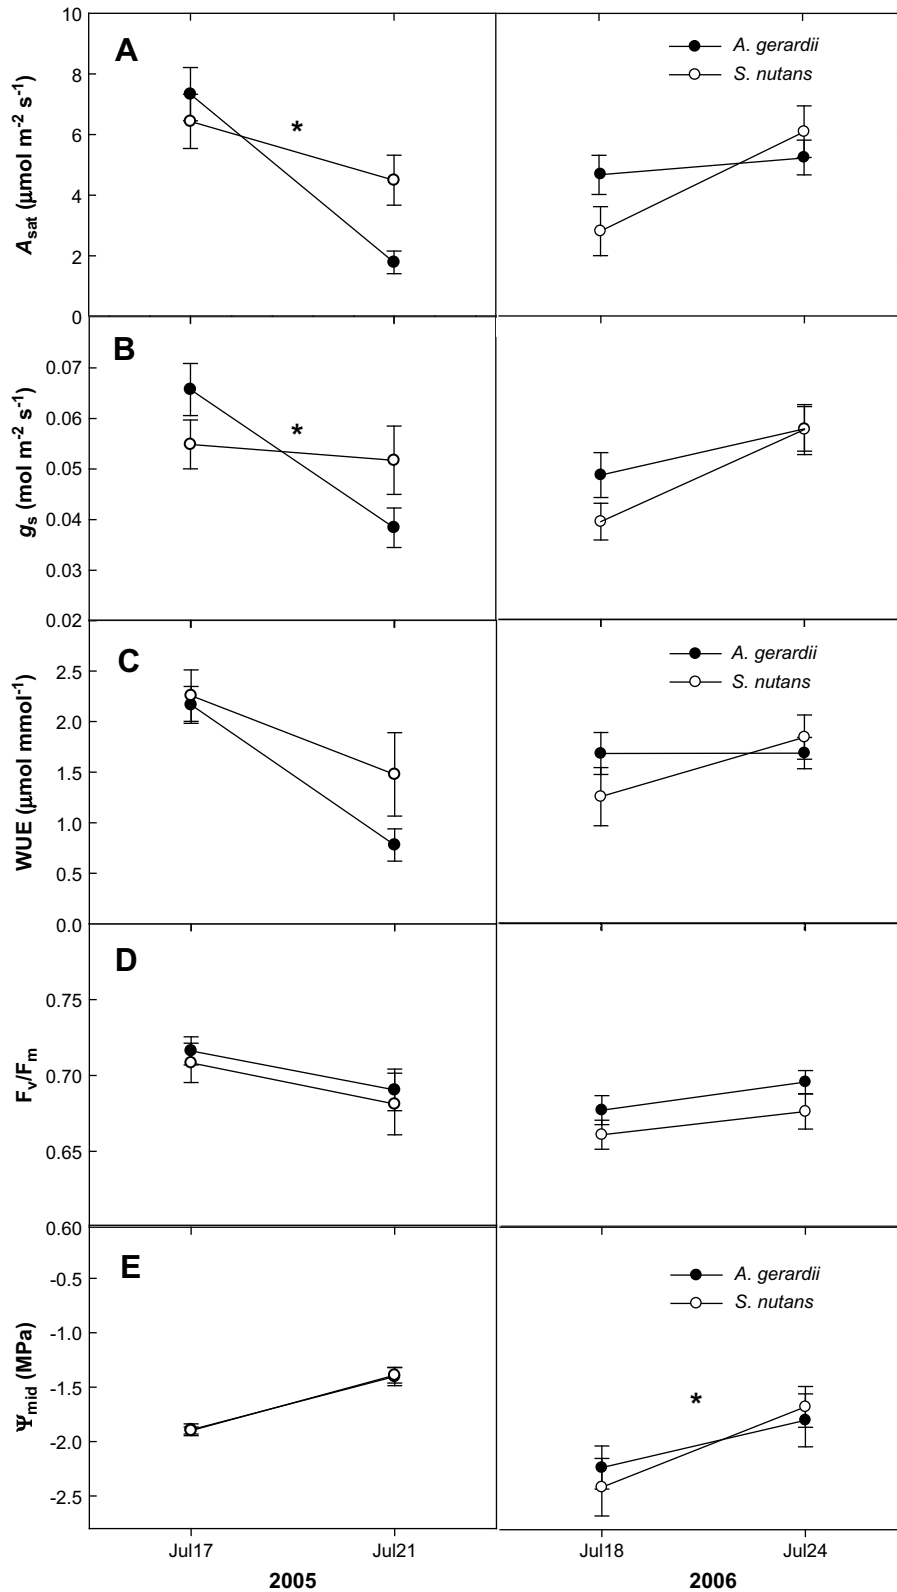 A
A. gerardii
S. nutans
*
10
8
6
4
2
0
A_sat (μmol m⁻² s⁻¹)
B
*
0.07
0.06
0.05
0.04
0.03
0.02
g_s (mol m⁻² s⁻¹)
C
A. gerardii
S. nutans
2.5
2.0
1.5
1.0
0.5
0.0
WUE (μmol mmol⁻¹)
D
0.75
0.70
0.65
0.60
F_v/F_m
E
A. gerardii
S. nutans
*
-0.5
-1.0
-1.5
-2.0
-2.5
Ψ_mid (MPa)
Jul17 Jul21 Jul18 Jul24
2005 2006